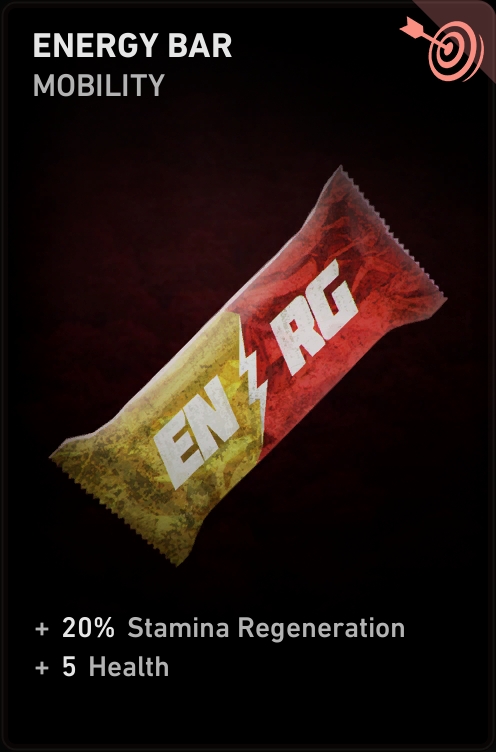 ENERGY BAR
MOBILITY
EN RG
+ 20% Stamina Regeneration
+ 5 Health